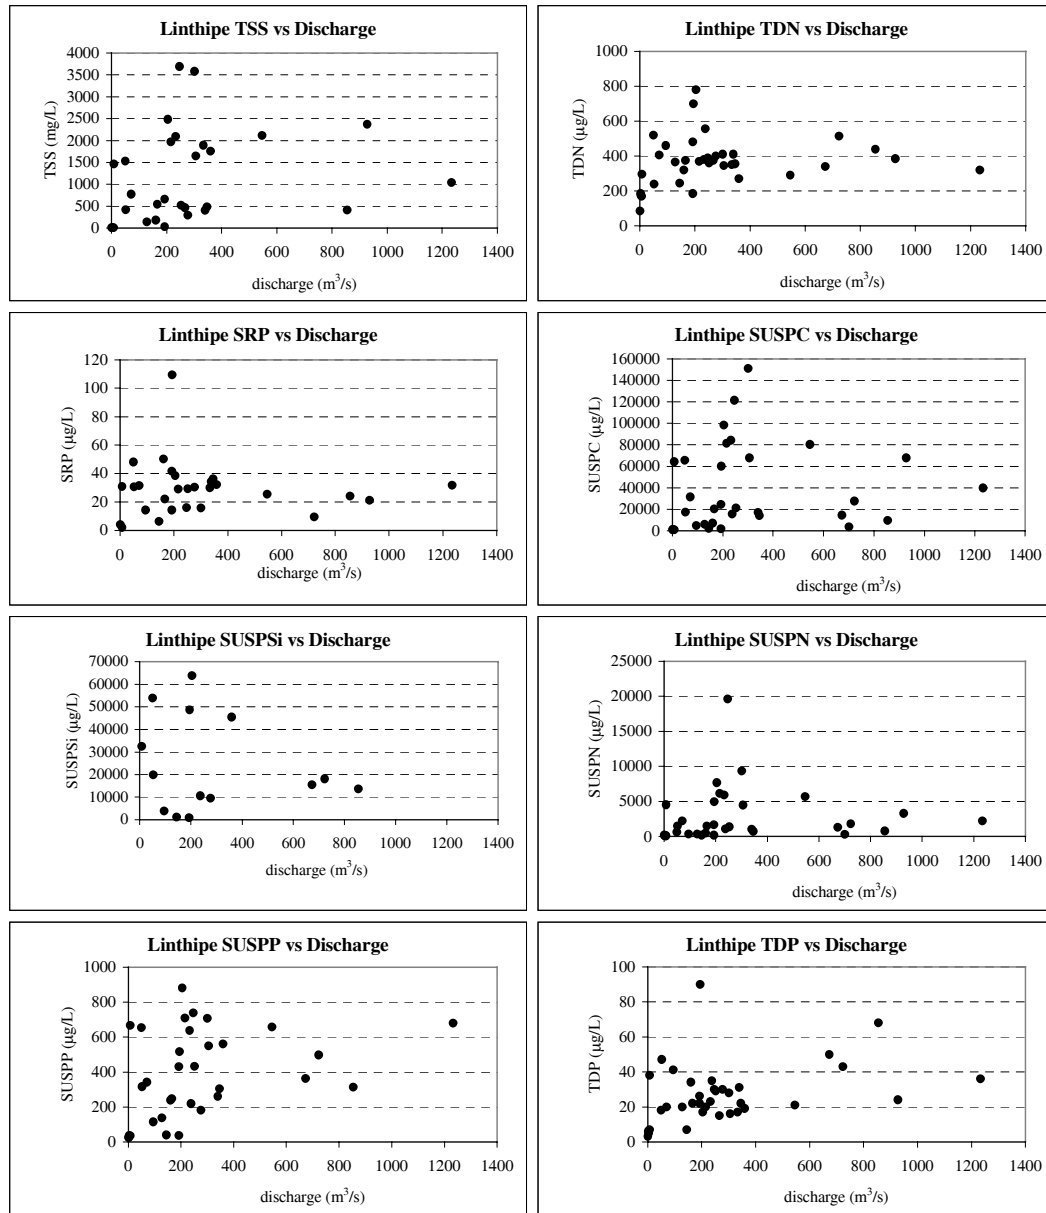 Linthipe TSS vs Discharge
4000
3500
3000
2500
2000
1500
1000
500
0
TSS (mg/L)
0 200 400 600 800 1000 1200 1400
discharge (m³/s)
Linthipe TDN vs Discharge
1000
800
600
400
200
0
TDN (µg/L)
0 200 400 600 800 1000 1200 1400
discharge (m³/s)
Linthipe SRP vs Discharge
120
100
80
60
40
20
0
SRP (µg/L)
0 200 400 600 800 1000 1200 1400
discharge (m³/s)
Linthipe SUSPC vs Discharge
160000
140000
120000
100000
80000
60000
40000
20000
0
SUSPC (µg/L)
0 200 400 600 800 1000 1200 1400
discharge (m³/s)
Linthipe SUSPSi vs Discharge
70000
60000
50000
40000
30000
20000
10000
0
SUSPSi (µg/L)
0 200 400 600 800 1000 1200 1400
discharge (m³/s)
Linthipe SUSPN vs Discharge
25000
20000
15000
10000
5000
0
SUSPN (µg/L)
0 200 400 600 800 1000 1200 1400
discharge (m³/s)
Linthipe SUSPP vs Discharge
1000
800
600
400
200
0
SUSPP (µg/L)
0 200 400 600 800 1000 1200 1400
discharge (m³/s)
Linthipe TDP vs Discharge
100
80
60
40
20
0
TDP (µg/L)
0 200 400 600 800 1000 1200 1400
discharge (m³/s)